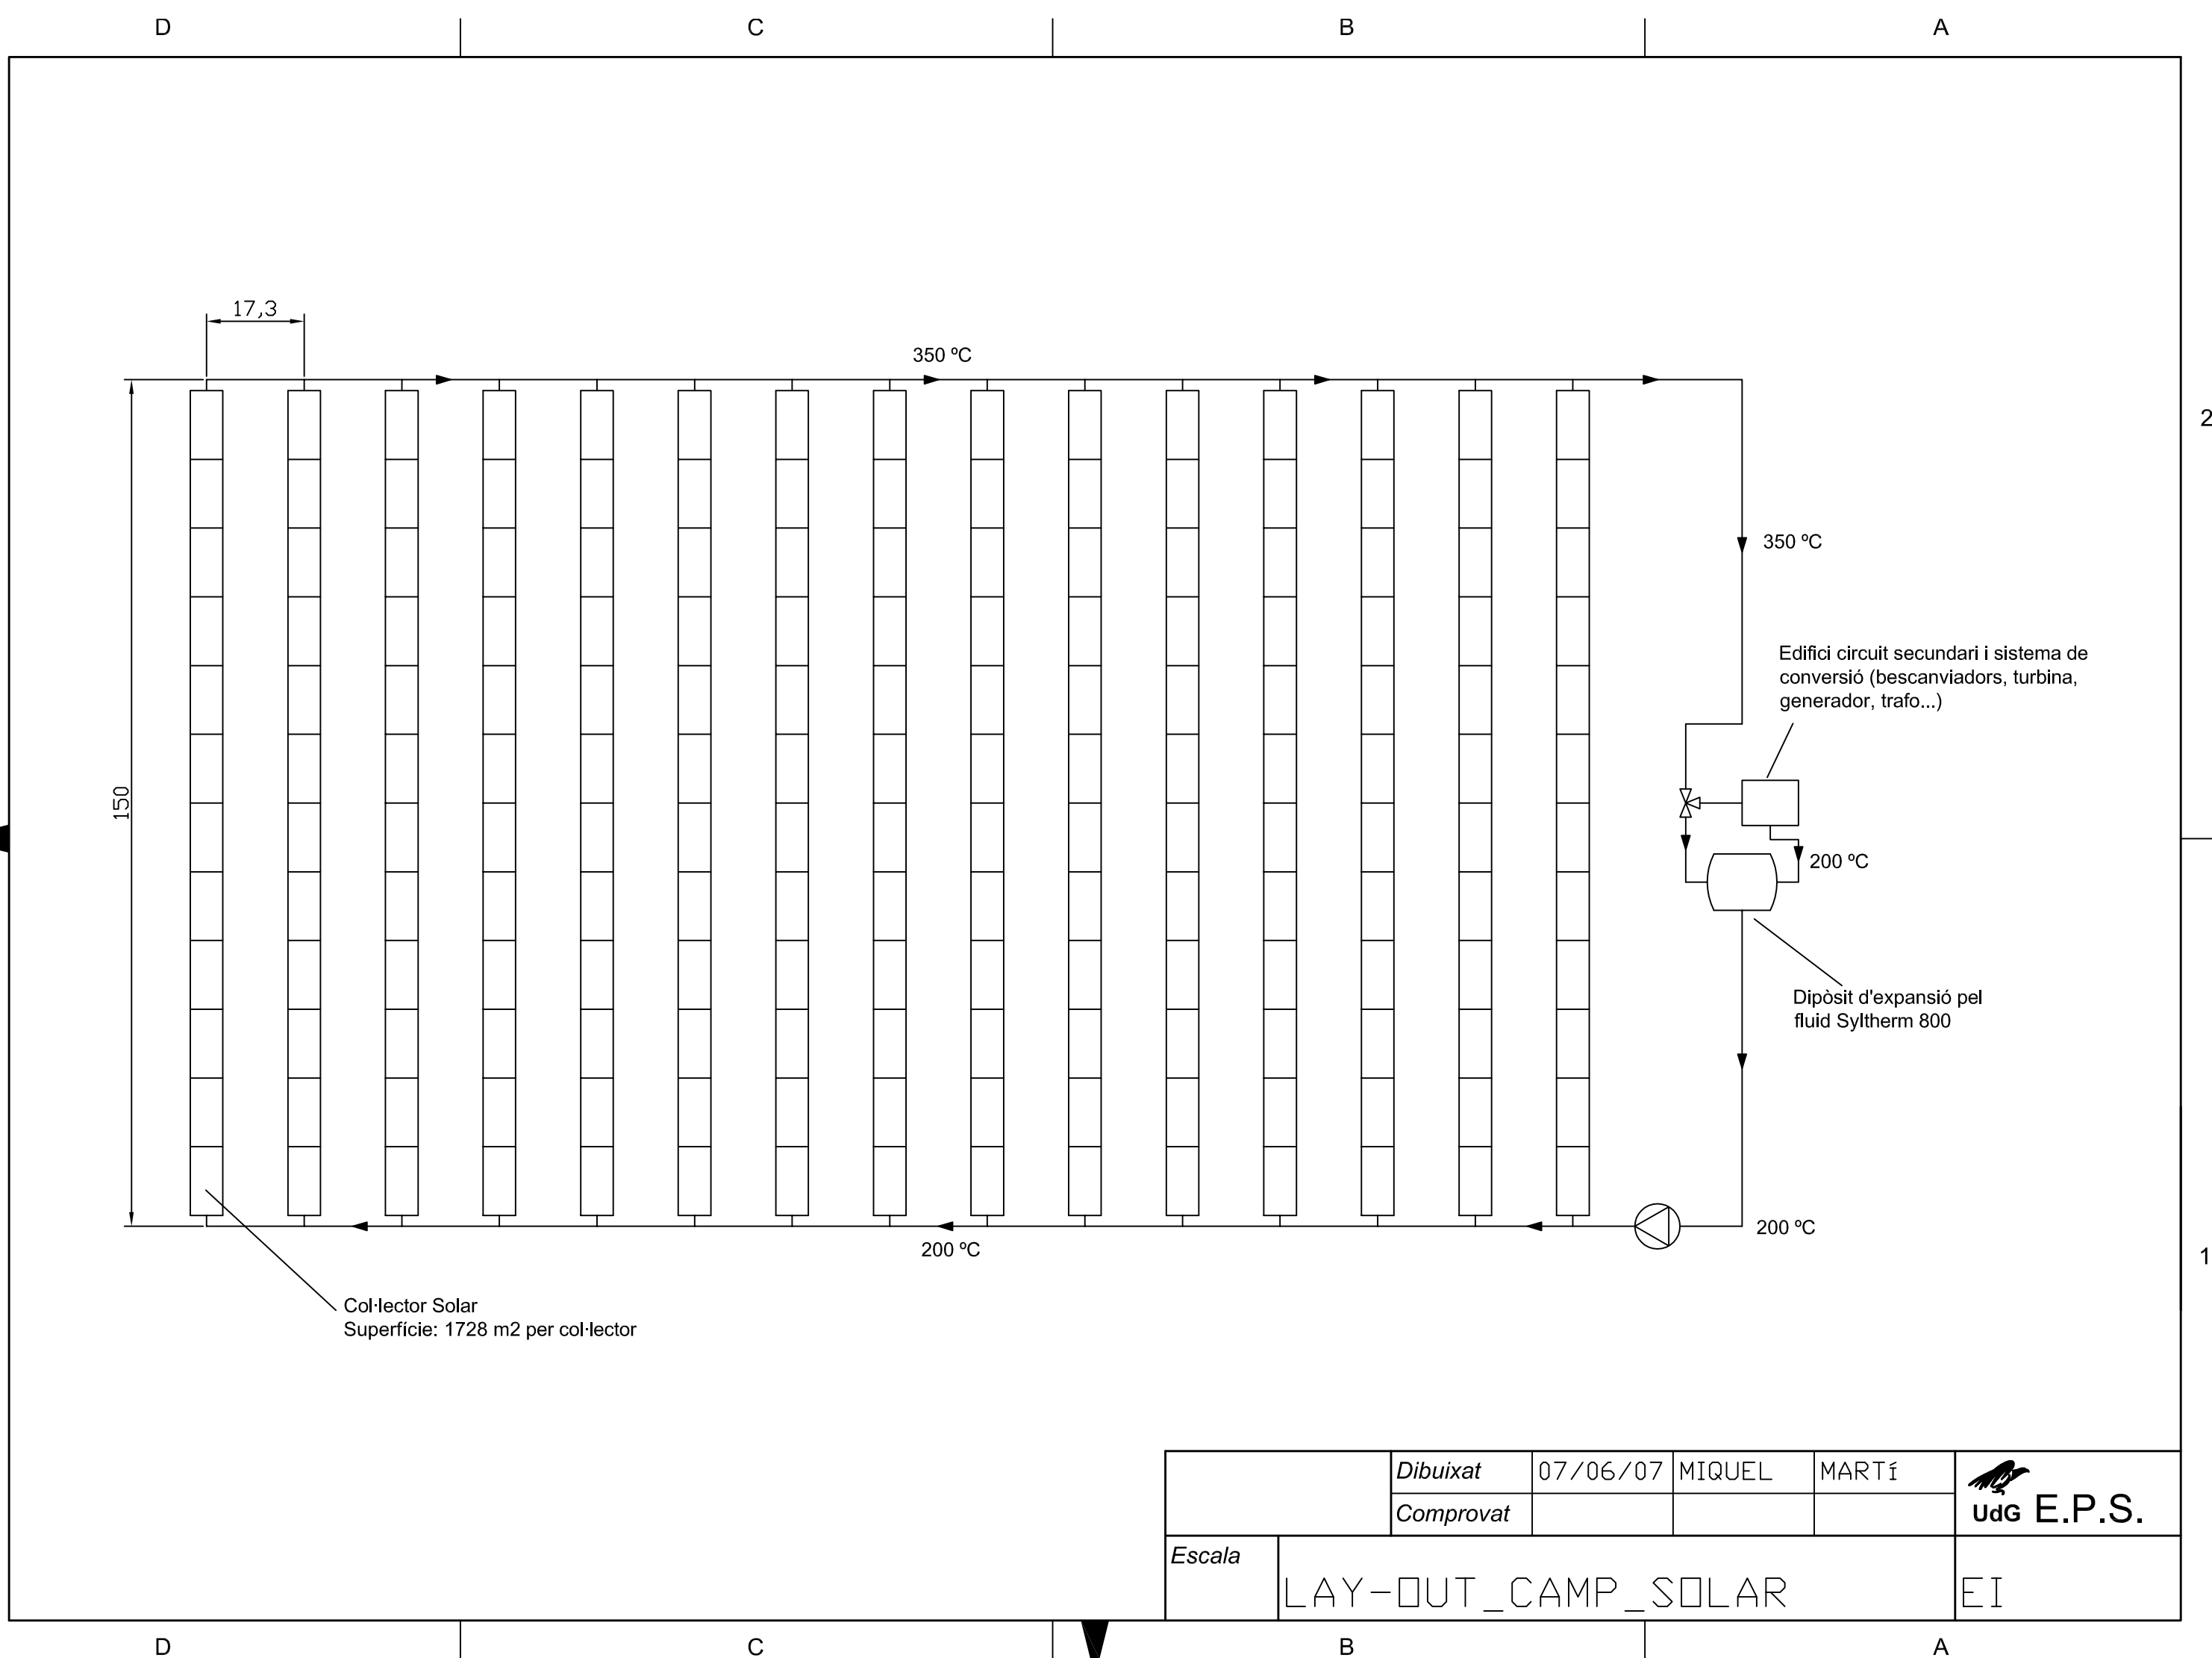 D
C
B
A
17,3
350 ºC
2
350 ºC
Edifici circuit secundari i sistema de
conversió (bescanviadors, turbina,
generador, trafo...)
150
200 ºC
Dipòsit d'expansió pel
fluid Syltherm 800
200 ºC
200 ºC
1
Col·lector Solar
Superfície: 1728 m2 per col·lector
Dibuixat 07/06/07 MIQUEL MARTí
Comprovat
UdG E.P.S.
Escala
LAY-OUT_CAMP_SOLAR
EI
D
C
B
A